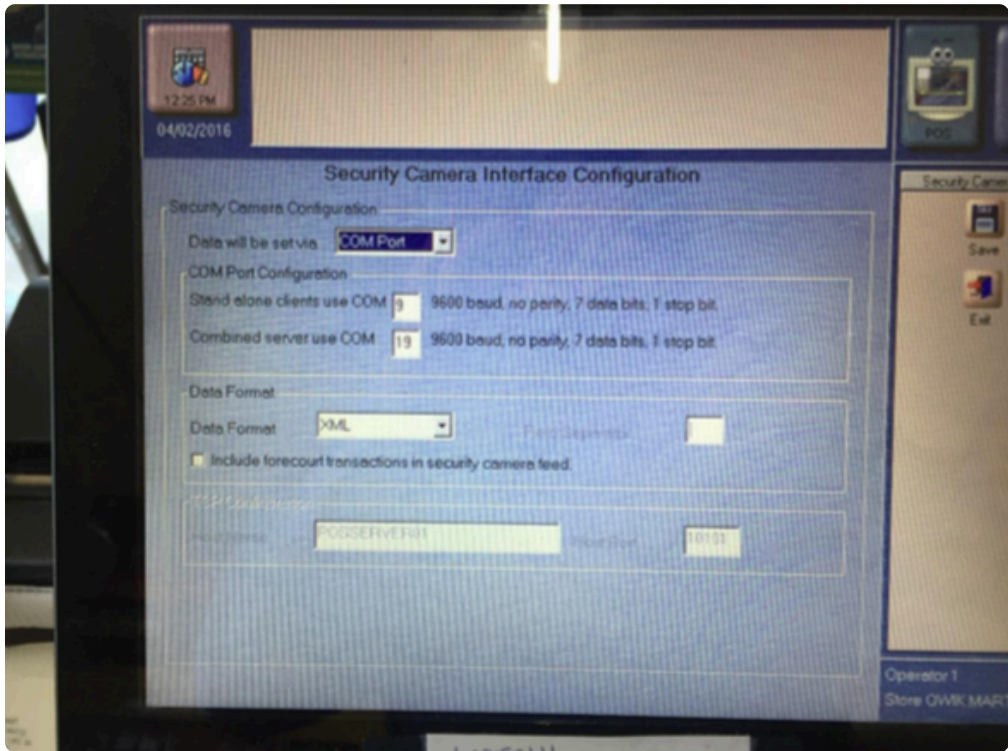 12:25 PM
04/02/2016
POS
Security Camera Interface Configuration
Security Camera Configuration
Data will be set via COM Port
COM Port Configuration
Stand alone clients use COM 9 9600 baud, no parity, 7 data bits, 1 stop bit.
Combined server use COM 19 9600 baud, no parity, 7 data bits, 1 stop bit.
Data Format
Data Format XML
Include forecourt transactions in security camera feed.
POSSERVER01
10101
Security Camer
Save
Exit
Operator 1
Store QWIK MART